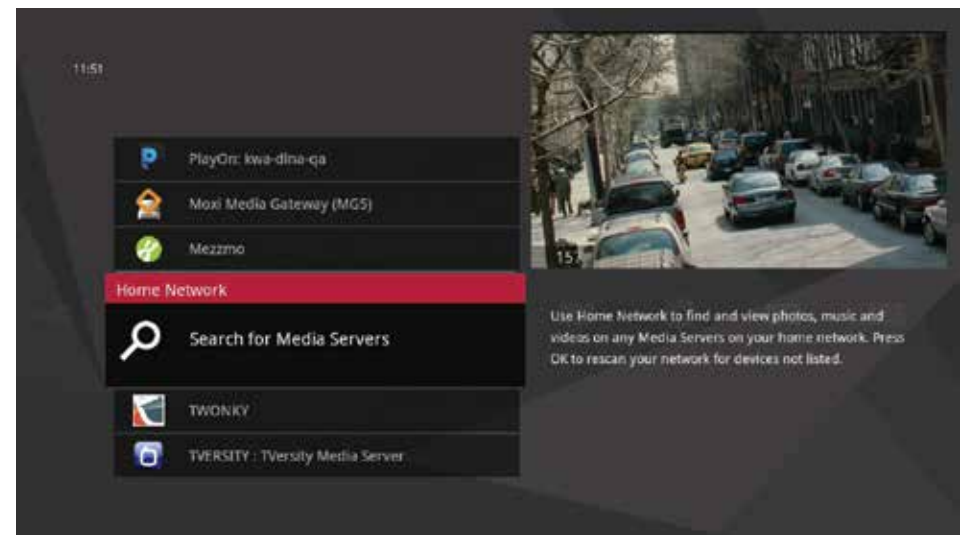 11:51
PlayOn: kwa-dlna-qa
Moxi Media Gateway (MG5)
Mezzmo
Home Network
Search for Media Servers
TWONKY
TVERSITY : TVersity Media Server
157
Use Home Network to find and view photos, music and
videos on any Media Servers on your home network. Press
OK to rescan your network for devices not listed.